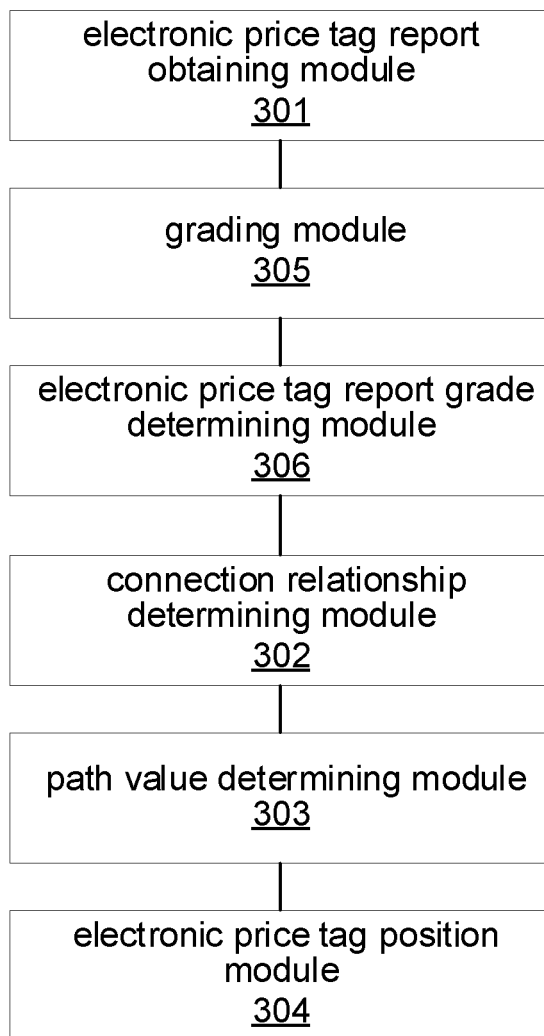 electronic price tag report
obtaining module
301
grading module
305
electronic price tag report grade
determining module
306
connection relationship
determining module
302
path value determining module
303
electronic price tag position
module
304